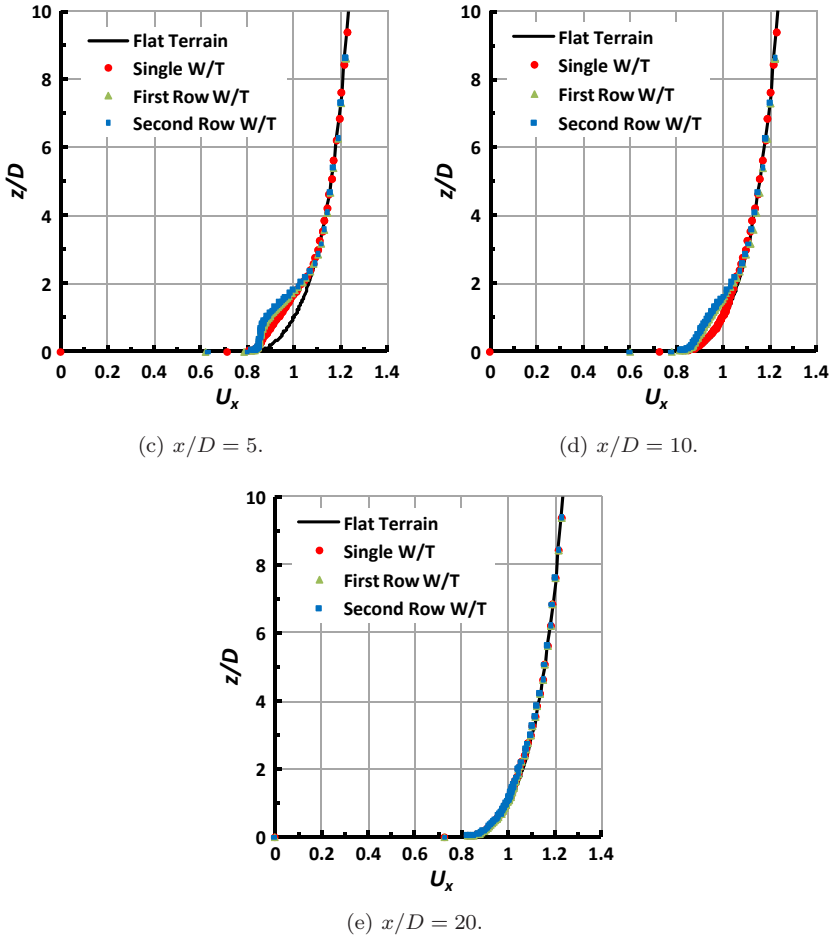 10
8
6
4
2
0
z/D
Flat Terrain
Single W/T
First Row W/T
Second Row W/T
0 0.2 0.4 0.6 0.8 1 1.2 1.4
U_x
(c) x/D = 5.
10
8
6
4
2
0
z/D
Flat Terrain
Single W/T
First Row W/T
Second Row W/T
0 0.2 0.4 0.6 0.8 1 1.2 1.4
U_x
(d) x/D = 10.
10
8
6
4
2
0
z/D
Flat Terrain
Single W/T
First Row W/T
Second Row W/T
0 0.2 0.4 0.6 0.8 1 1.2 1.4
U_x
(e) x/D = 20.